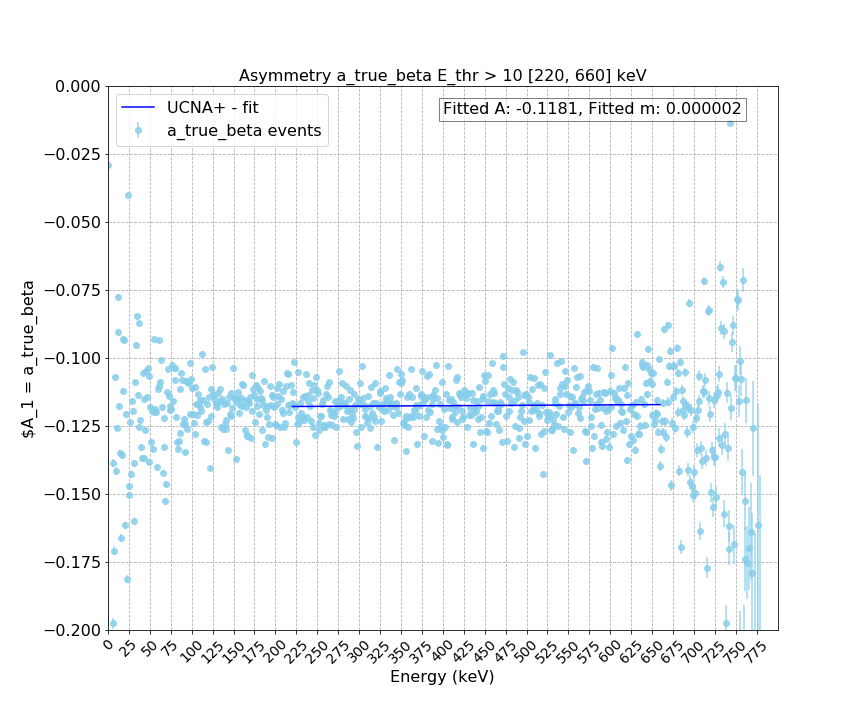 Asymmetry a_true_beta E_thr > 10 [220, 660] keV
UCNA+ - fit
a_true_beta events
Fitted A: -0.1181, Fitted m: 0.000002
0.000
−0.025
−0.050
−0.075
−0.100
−0.125
−0.150
−0.175
−0.200
$A_1 = a_true_beta
0 25 50 75 100 125 150 175 200 225 250 275 300 325 350 375 400 425 450 475 500 525 550 575 600 625 650 675 700 725 750 775
Energy (keV)